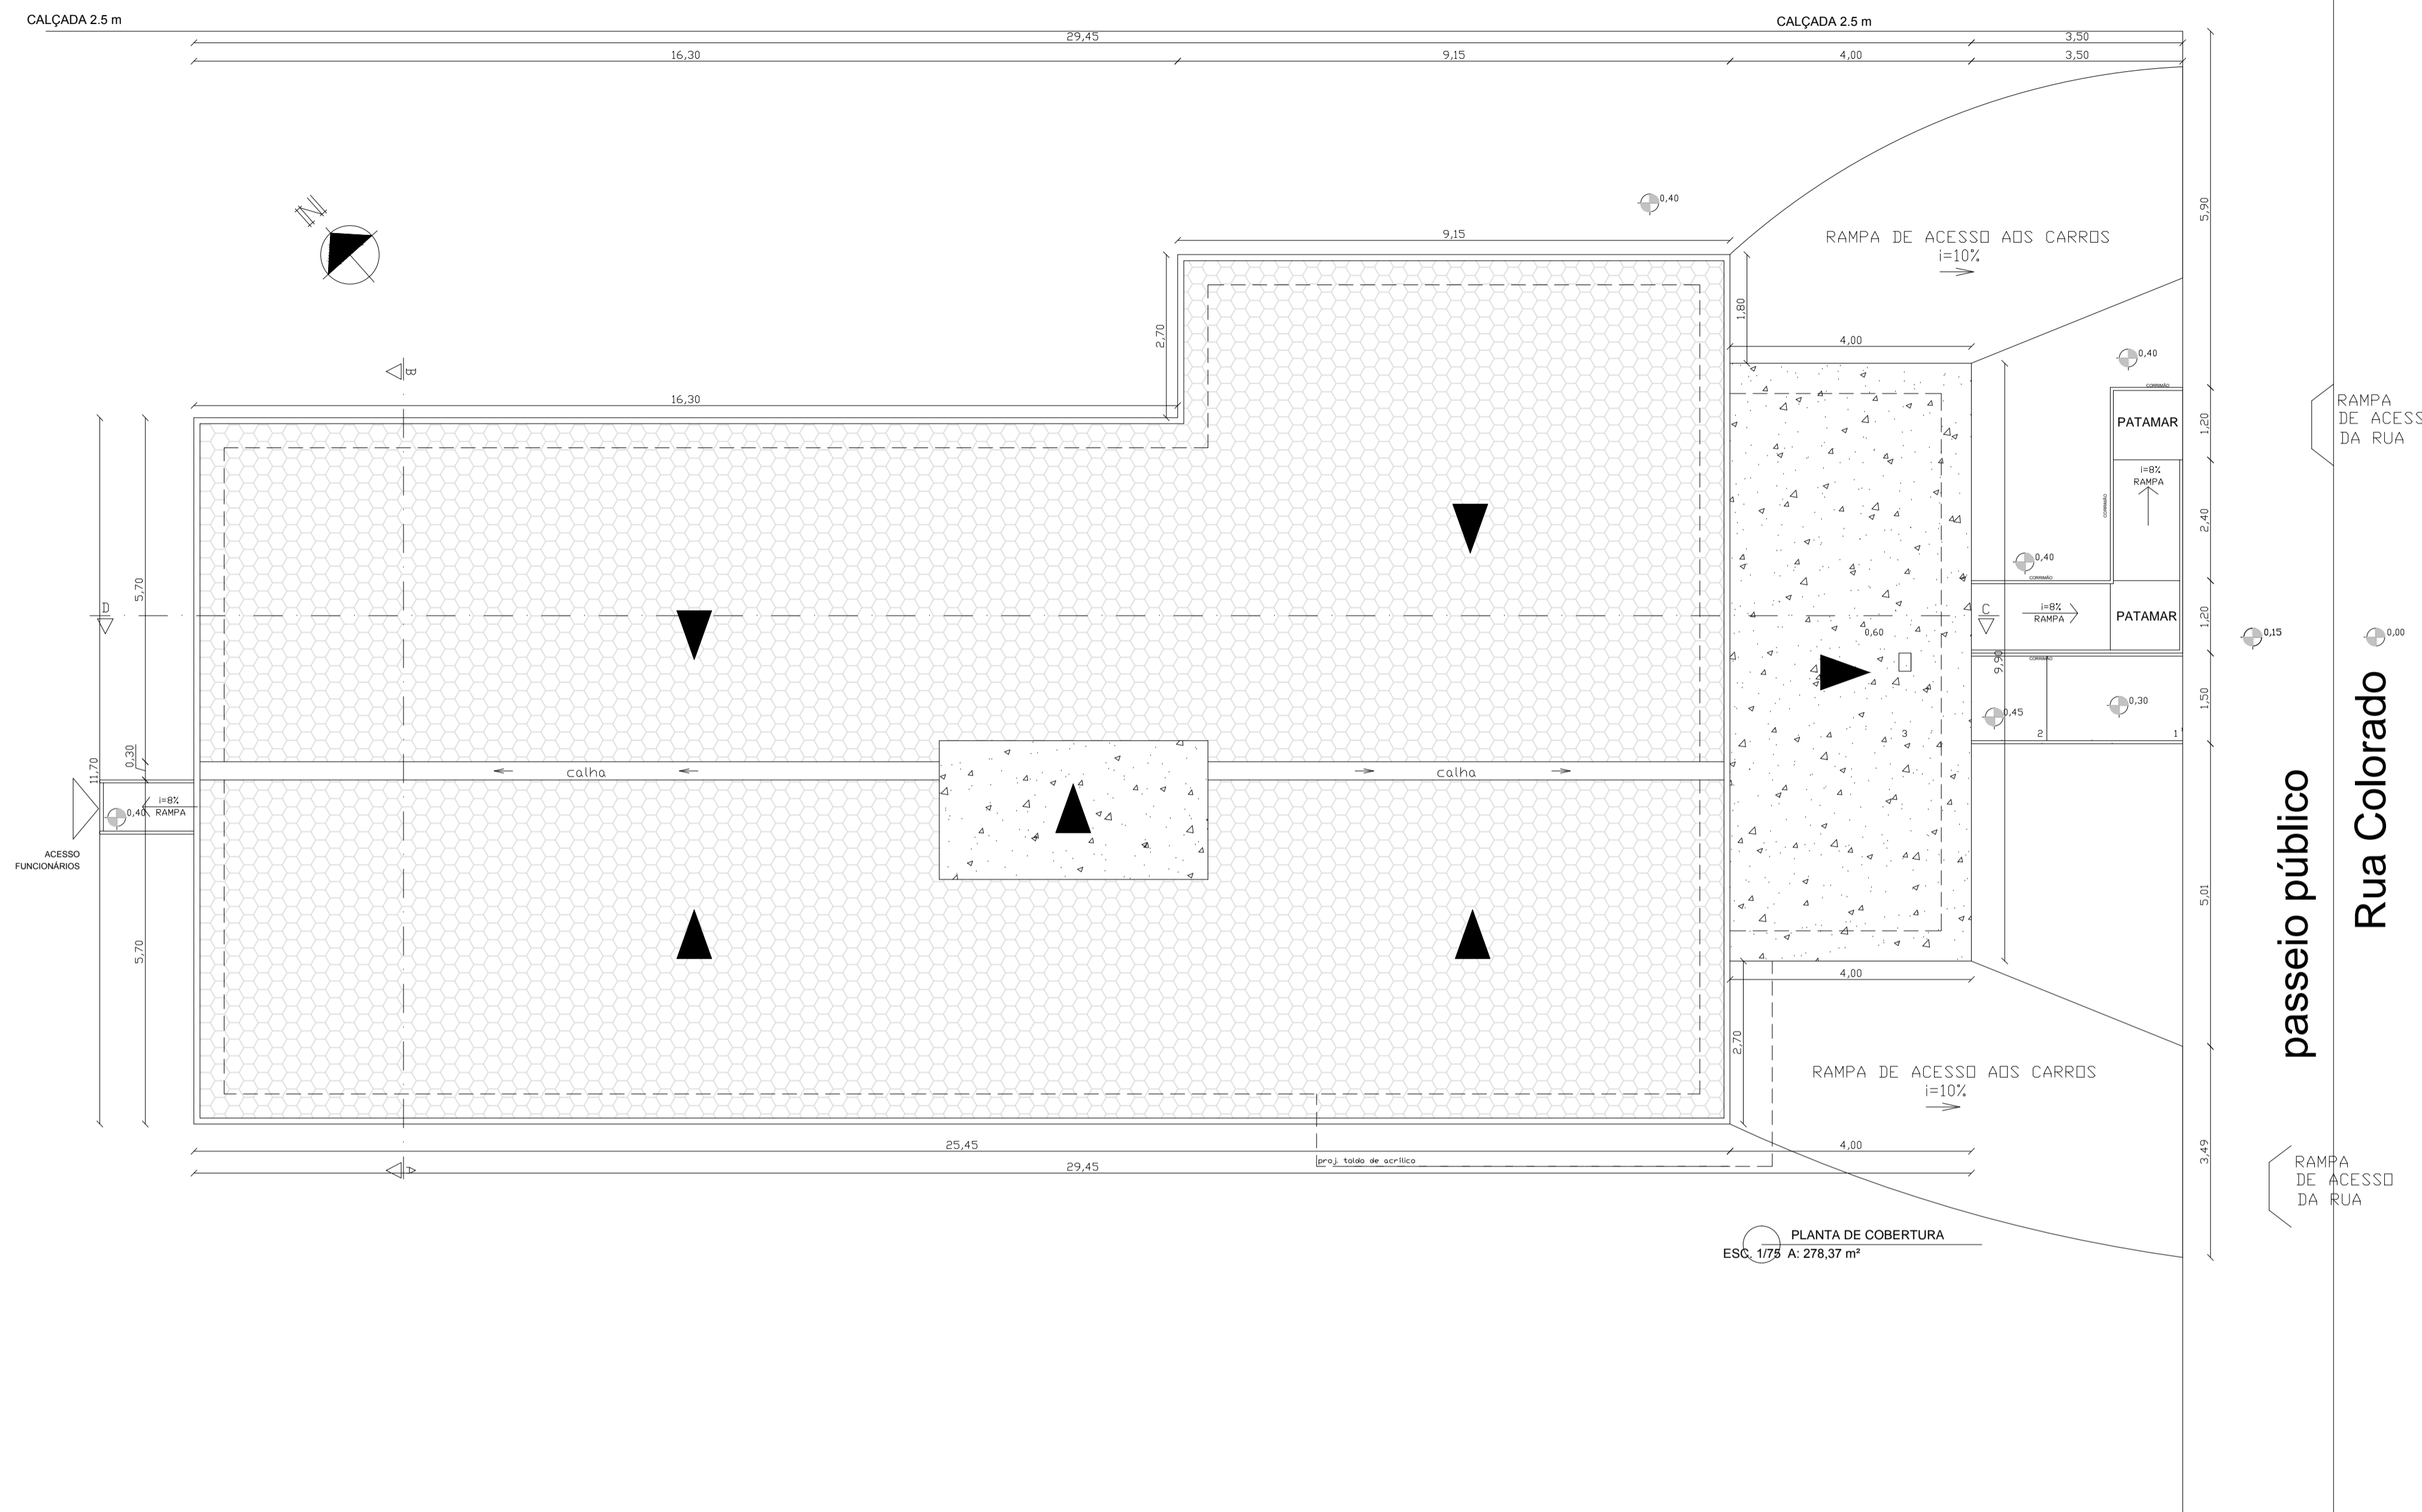 CALÇADA 2.5 m
CALÇADA 2.5 m
29,45
3,50
16,30
9,15
4,00
3,50
N
0,40
5,90
9,15
RAMPA DE ACESSO AOS CARROS
i=10%
1,80
2,70
4,00
0,40
B
CORRIMÃO
16,30
RAMPA
DE ACESS
DA RUA
PATAMAR
1,20
i=8%
RAMPA
CORRIMÃO
2,40
0,40
CORRIMÃO
5,70
D
C
i=8%
RAMPA
PATAMAR
1,20
0,60
0,15
0,00
9,90
CORRIMÃO
1,50
0,30
0,45
3
2
1
Rua Colorado
passeio público
0,30
11,70
calha
calha
i=8%
RAMPA
0,40
ACESSO
FUNCIONÁRIOS
5,01
5,70
4,00
2,70
RAMPA DE ACESSO AOS CARROS
i=10%
25,45
4,00
3,49
proj. toldo de acrílico
29,45
A
RAMPA
DE ACESSO
DA RUA
PLANTA DE COBERTURA
ESC. 1/75 A: 278,37 m²